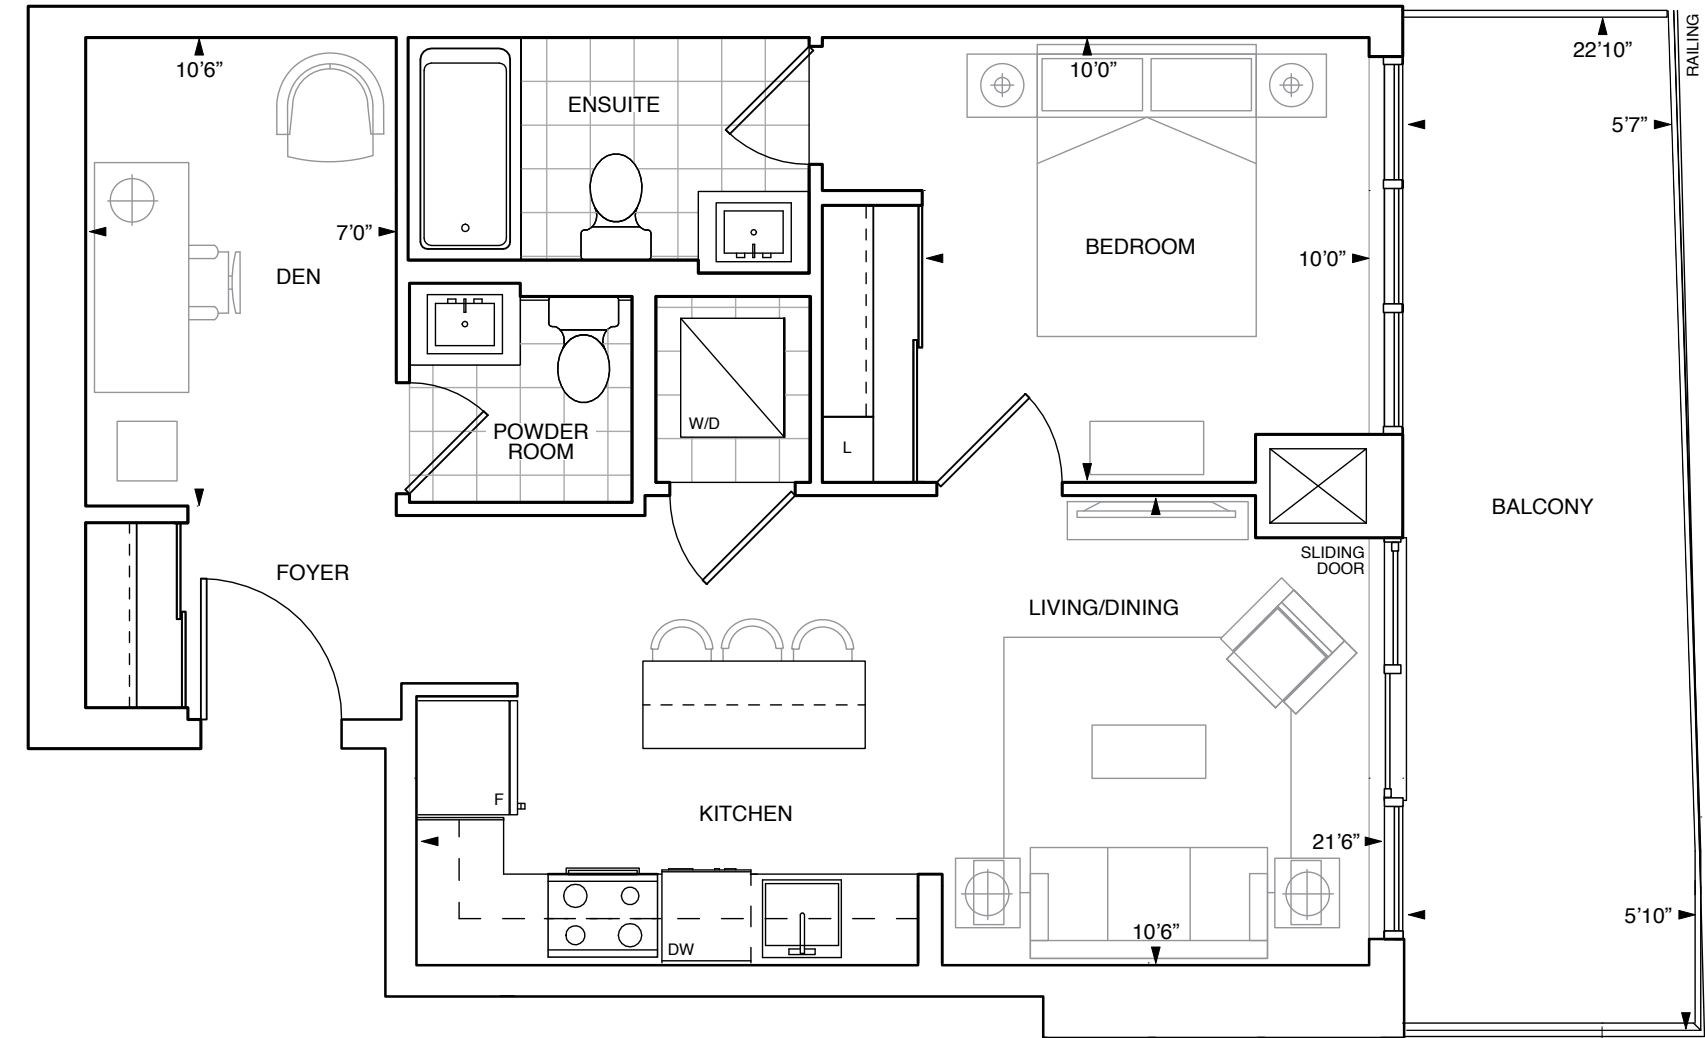 RAILING
22’10”
10’6”
10’0”
ENSUITE
5’7”
7’0”
BEDROOM
10’0”
DEN
W/D
POWDER
ROOM
L
BALCONY
SLIDING
DOOR
FOYER
LIVING/DINING
F
KITCHEN
21’6”
5’10”
10’6”
DW